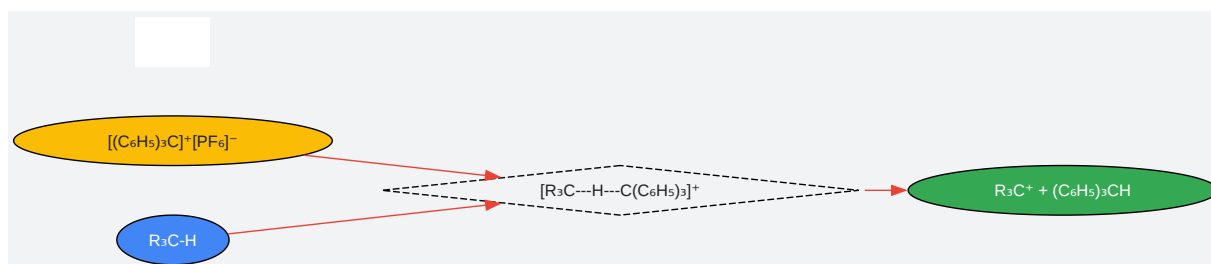 [(C₆H₅)₃C]⁺[PF₆]⁻
[R₃C---H---C(C₆H₅)₃]⁺
R₃C⁺ + (C₆H₅)₃CH
R₃C-H